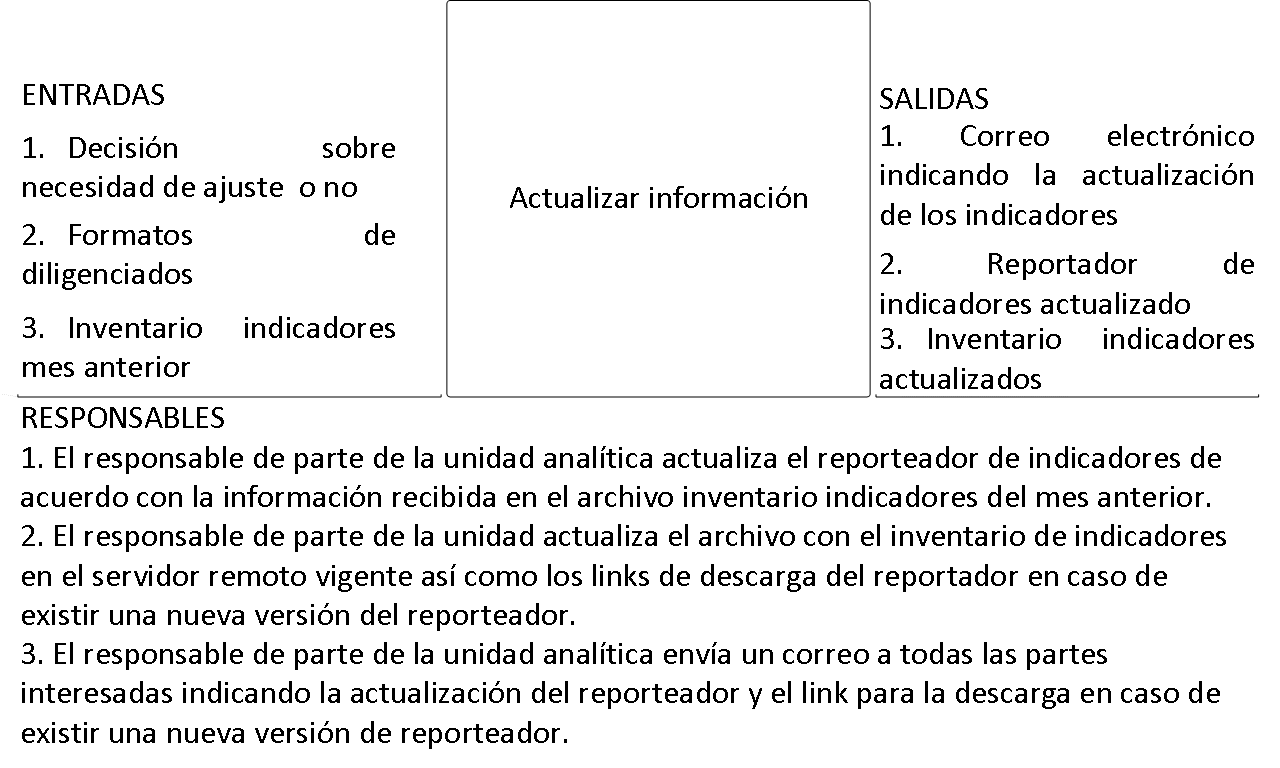 ENTRADAS
1. Decisión sobre
necesidad de ajuste o no
2. Formatos de
diligenciados
3. Inventario indicadores
mes anterior
Actualizar información
SALIDAS
1. Correo electrónico
indicando la actualización
de los indicadores
2. Reportador de
indicadores actualizado
3. Inventario indicadores
actualizados
RESPONSABLES
1. El responsable de parte de la unidad analítica actualiza el reporteador de indicadores de
acuerdo con la información recibida en el archivo inventario indicadores del mes anterior.
2. El responsable de parte de la unidad actualiza el archivo con el inventario de indicadores
en el servidor remoto vigente así como los links de descarga del reportador en caso de
existir una nueva versión del reporteador.
3. El responsable de parte de la unidad analítica envía un correo a todas las partes
interesadas indicando la actualización del reporteador y el link para la descarga en caso de
existir una nueva versión de reporteador.